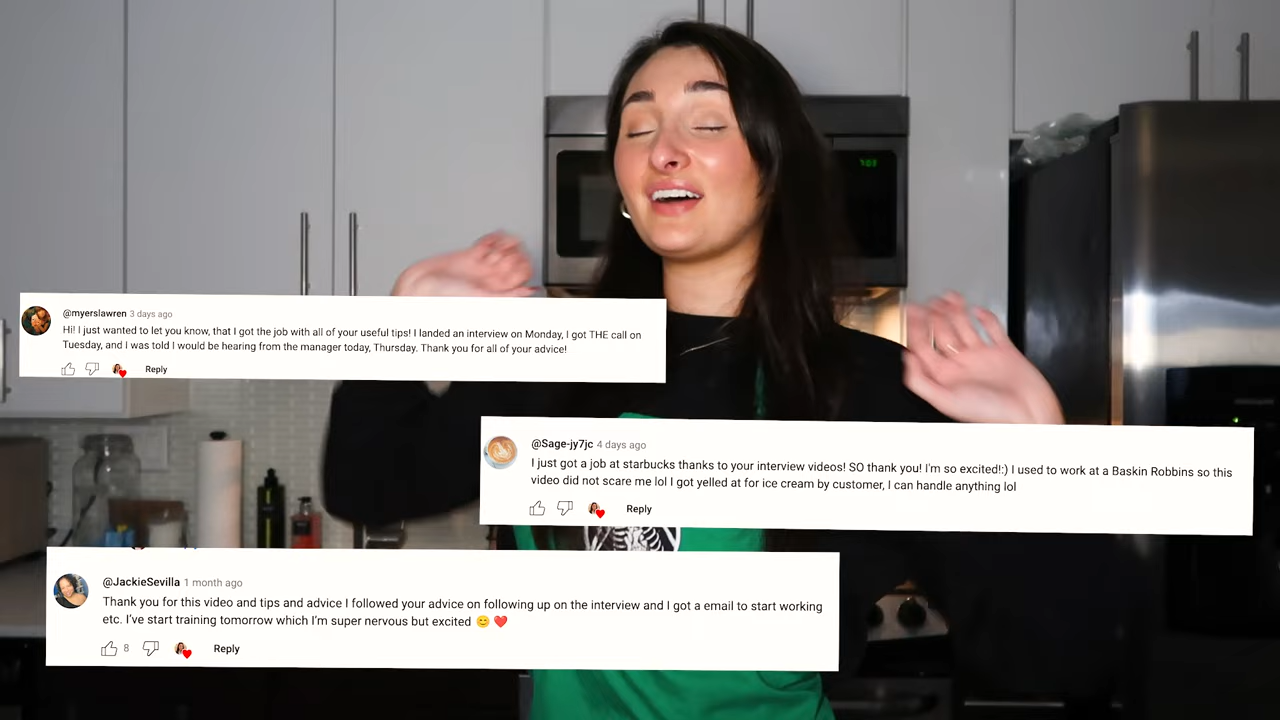 @myerslawren 3 days ago
Hi! I just wanted to let you know, that I got the job with all of your useful tips! I landed an interview on Monday, I got THE call on
Tuesday, and I was told I would be hearing from the manager today, Thursday. Thank you for all of your advice!
Reply
@Sage-jy7jc 4 days ago
I just got a job at starbucks thanks to your interview videos! SO thank you! I'm so excited!:) I used to work at a Baskin Robbins so this
video did not scare me lol I got yelled at for ice cream by customer, I can handle anything lol
Reply
@JackieSevilla 1 month ago
Thank you for this video and tips and advice I followed your advice on following up on the interview and I got a email to start working
etc. I've start training tomorrow which I'm super nervous but excited 😊 ❤️
8 Reply